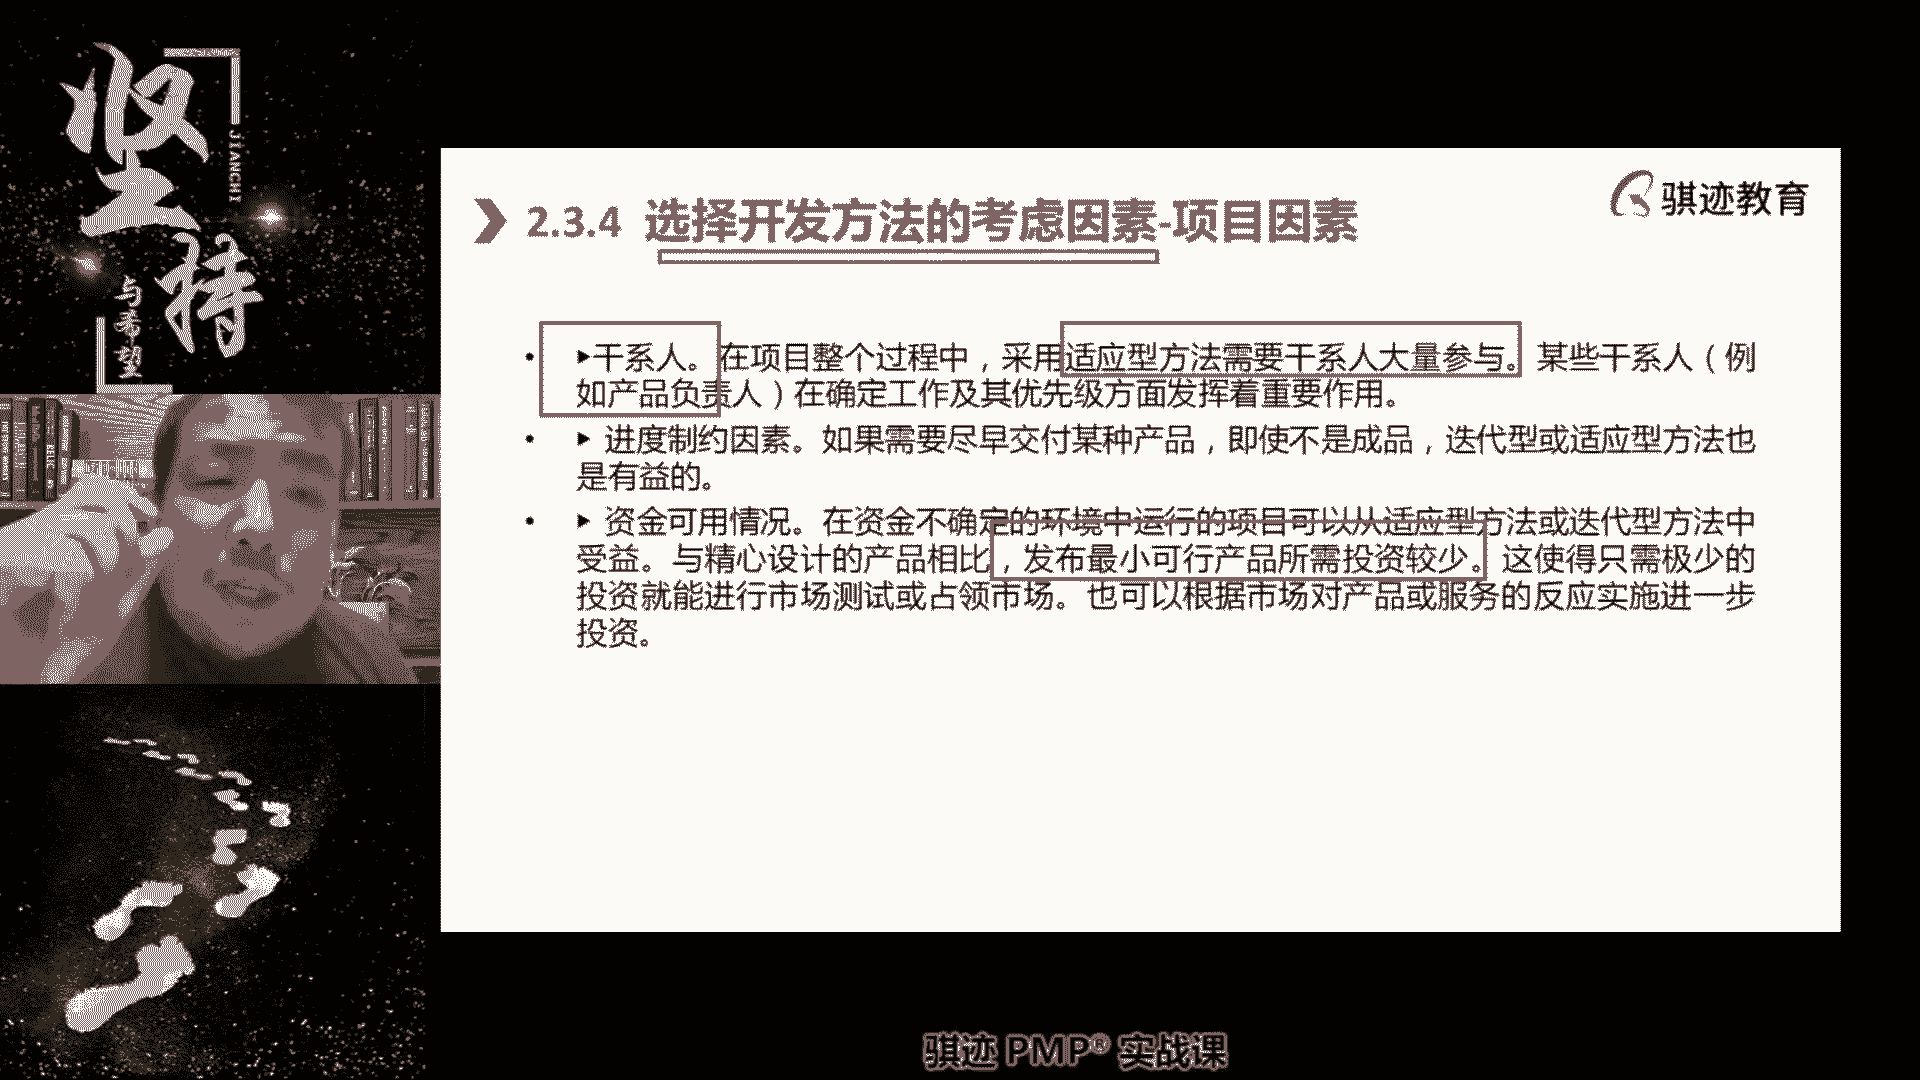 坚持
JIANCHI
与希望
骐迹教育
2.3.4 选择开发方法的考虑因素-项目因素
• ▶干系人。在项目整个过程中，采用适应型方法需要干系人大量参与。某些干系人（例
如产品负责人）在确定工作及其优先级方面发挥着重要作用。
• ▶ 进度制约因素。如果需要尽早交付某种产品，即使不是成品，迭代型或适应型方法也
是有益的。
• ▶ 资金可用情况。在资金不确定的环境中运行的项目可以从适应型方法或迭代型方法中
受益。与精心设计的产品相比，发布最小可行产品所需投资较少。这使得只需极少的
投资就能进行市场测试或占领市场。也可以根据市场对产品或服务的反应实施进一步
投资。
骐迹 PMP® 实战课